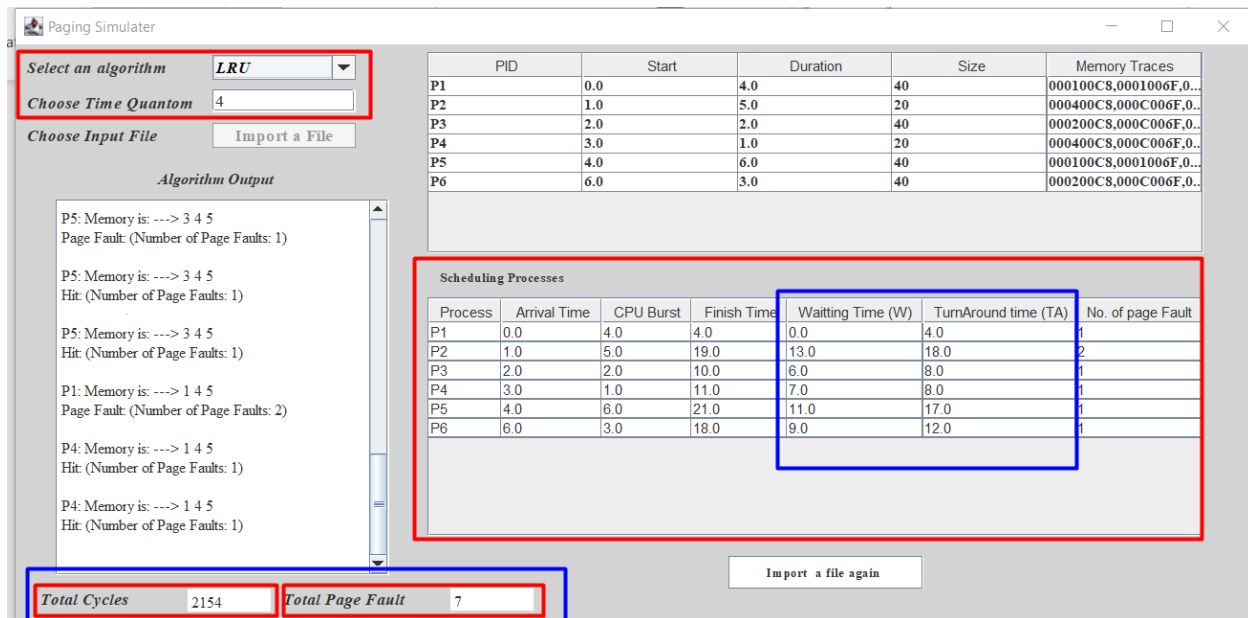 Paging Simulater
Select an algorithm LRU
Choose Time Quantom 4
Choose Input File Import a File
Algorithm Output
P5: Memory is: ---> 3 4 5
Page Fault: (Number of Page Faults: 1)
P5: Memory is: ---> 3 4 5
Hit: (Number of Page Faults: 1)
P5: Memory is: ---> 3 4 5
Hit: (Number of Page Faults: 1)
P1: Memory is: ---> 1 4 5
Page Fault: (Number of Page Faults: 2)
P4: Memory is: ---> 1 4 5
Hit: (Number of Page Faults: 1)
P4: Memory is: ---> 1 4 5
Hit: (Number of Page Faults: 1)
Total Cycles 2154 Total Page Fault 7
PID Start Duration Size Memory Traces
P1 0.0 4.0 40 000100C8,0001006F,0...
P2 1.0 5.0 20 000400C8,000C006F,0..
P3 2.0 2.0 40 000200C8,000C006F,0..
P4 3.0 1.0 20 000400C8,000C006F,0..
P5 4.0 6.0 40 000100C8,0001006F,0...
P6 6.0 3.0 40 000200C8,000C006F,0..
Scheduling Processes
Process Arrival Time CPU Burst Finish Time Waitting Time (W) TurnAround time (TA) No. of page Fault
P1 0.0 4.0 4.0 0.0 4.0 1
P2 1.0 5.0 19.0 13.0 18.0 2
P3 2.0 2.0 10.0 6.0 8.0 1
P4 3.0 1.0 11.0 7.0 8.0 1
P5 4.0 6.0 21.0 11.0 17.0 1
P6 6.0 3.0 18.0 9.0 12.0 1
Import a file again